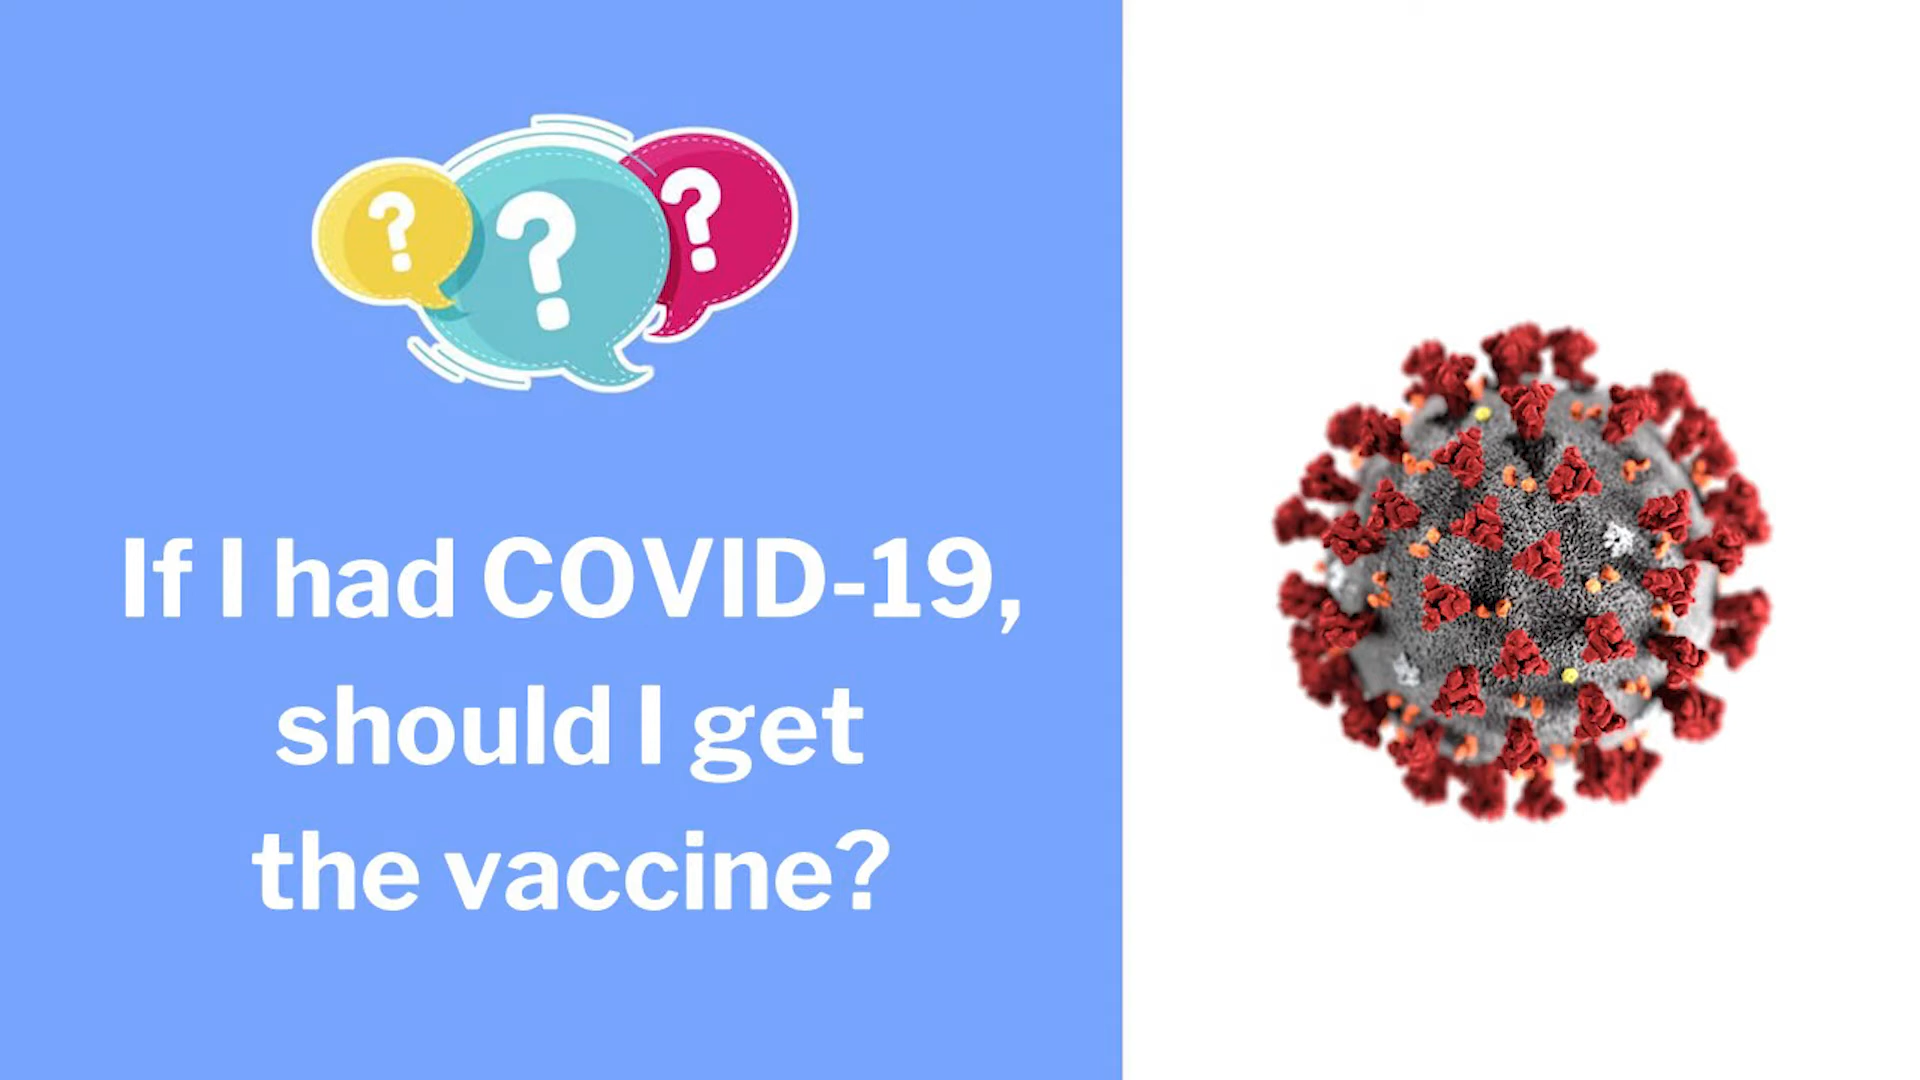 ? ? ?
If I had COVID-19,
should I get
the vaccine?